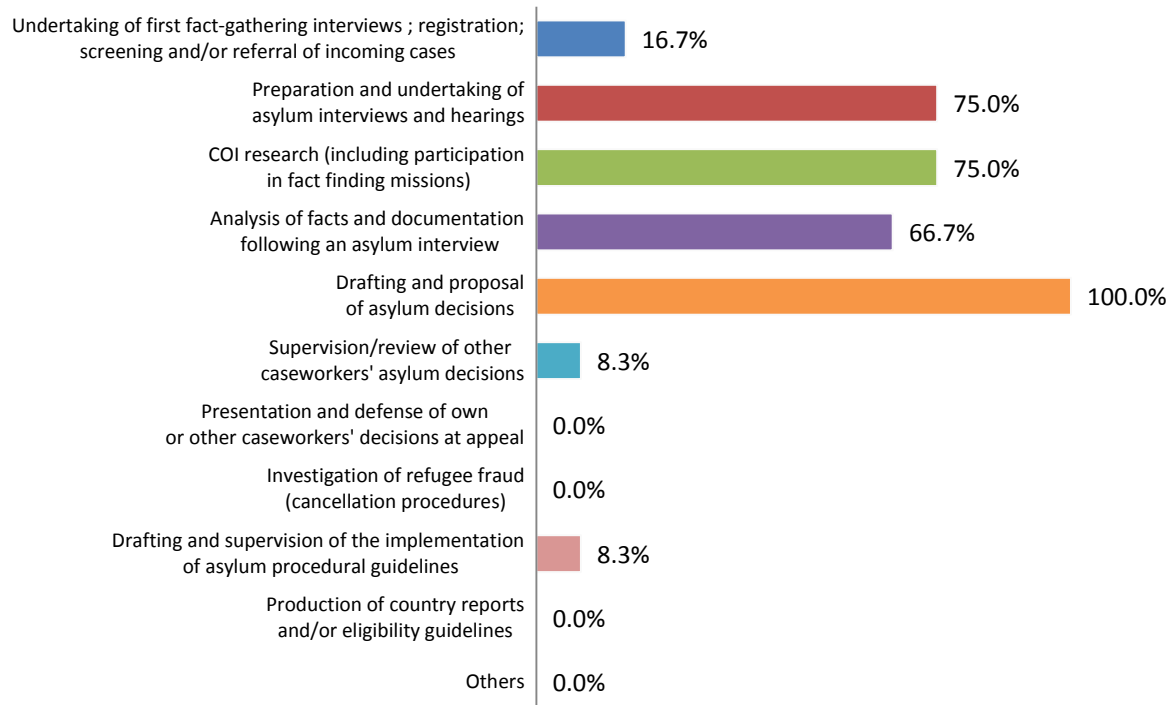 Undertaking of first fact-gathering interviews ; registration;
screening and/or referral of incoming cases
16.7%
Preparation and undertaking of
asylum interviews and hearings
75.0%
COI research (including participation
in fact finding missions)
75.0%
Analysis of facts and documentation
following an asylum interview
66.7%
Drafting and proposal
of asylum decisions
100.0%
Supervision/review of other
caseworkers' asylum decisions
8.3%
Presentation and defense of own
or other caseworkers' decisions at appeal
0.0%
Investigation of refugee fraud
(cancellation procedures)
0.0%
Drafting and supervision of the implementation
of asylum procedural guidelines
8.3%
Production of country reports
and/or eligibility guidelines
0.0%
Others
0.0%